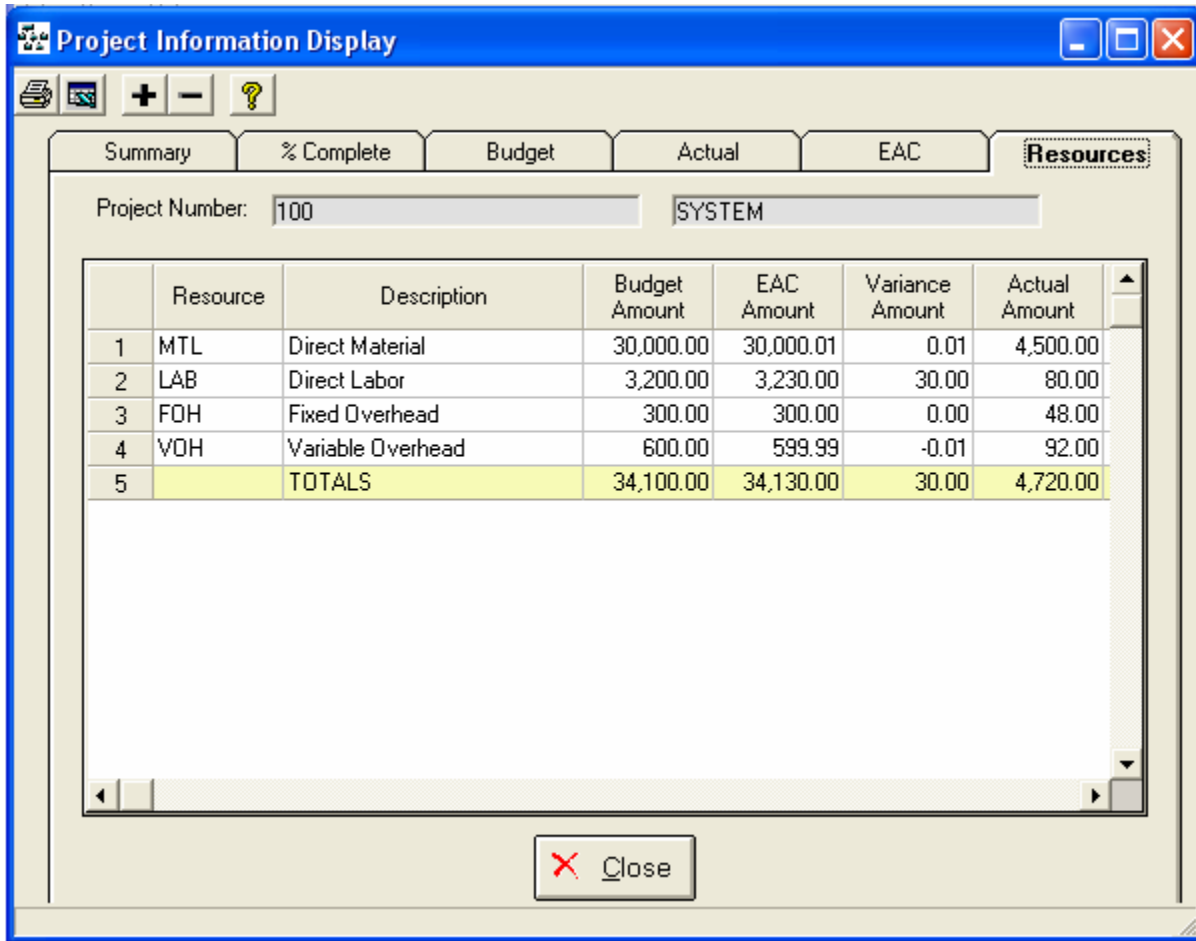 Project Information Display
Summary % Complete Budget Actual EAC Resources
Project Number: 100 SYSTEM
Resource Description Budget Amount EAC Amount Variance Amount Actual Amount
1 MTL Direct Material 30,000.00 30,000.01 0.01 4,500.00
2 LAB Direct Labor 3,200.00 3,230.00 30.00 80.00
3 FOH Fixed Overhead 300.00 300.00 0.00 48.00
4 VOH Variable Overhead 600.00 599.99 -0.01 92.00
5 TOTALS 34,100.00 34,130.00 30.00 4,720.00
Close